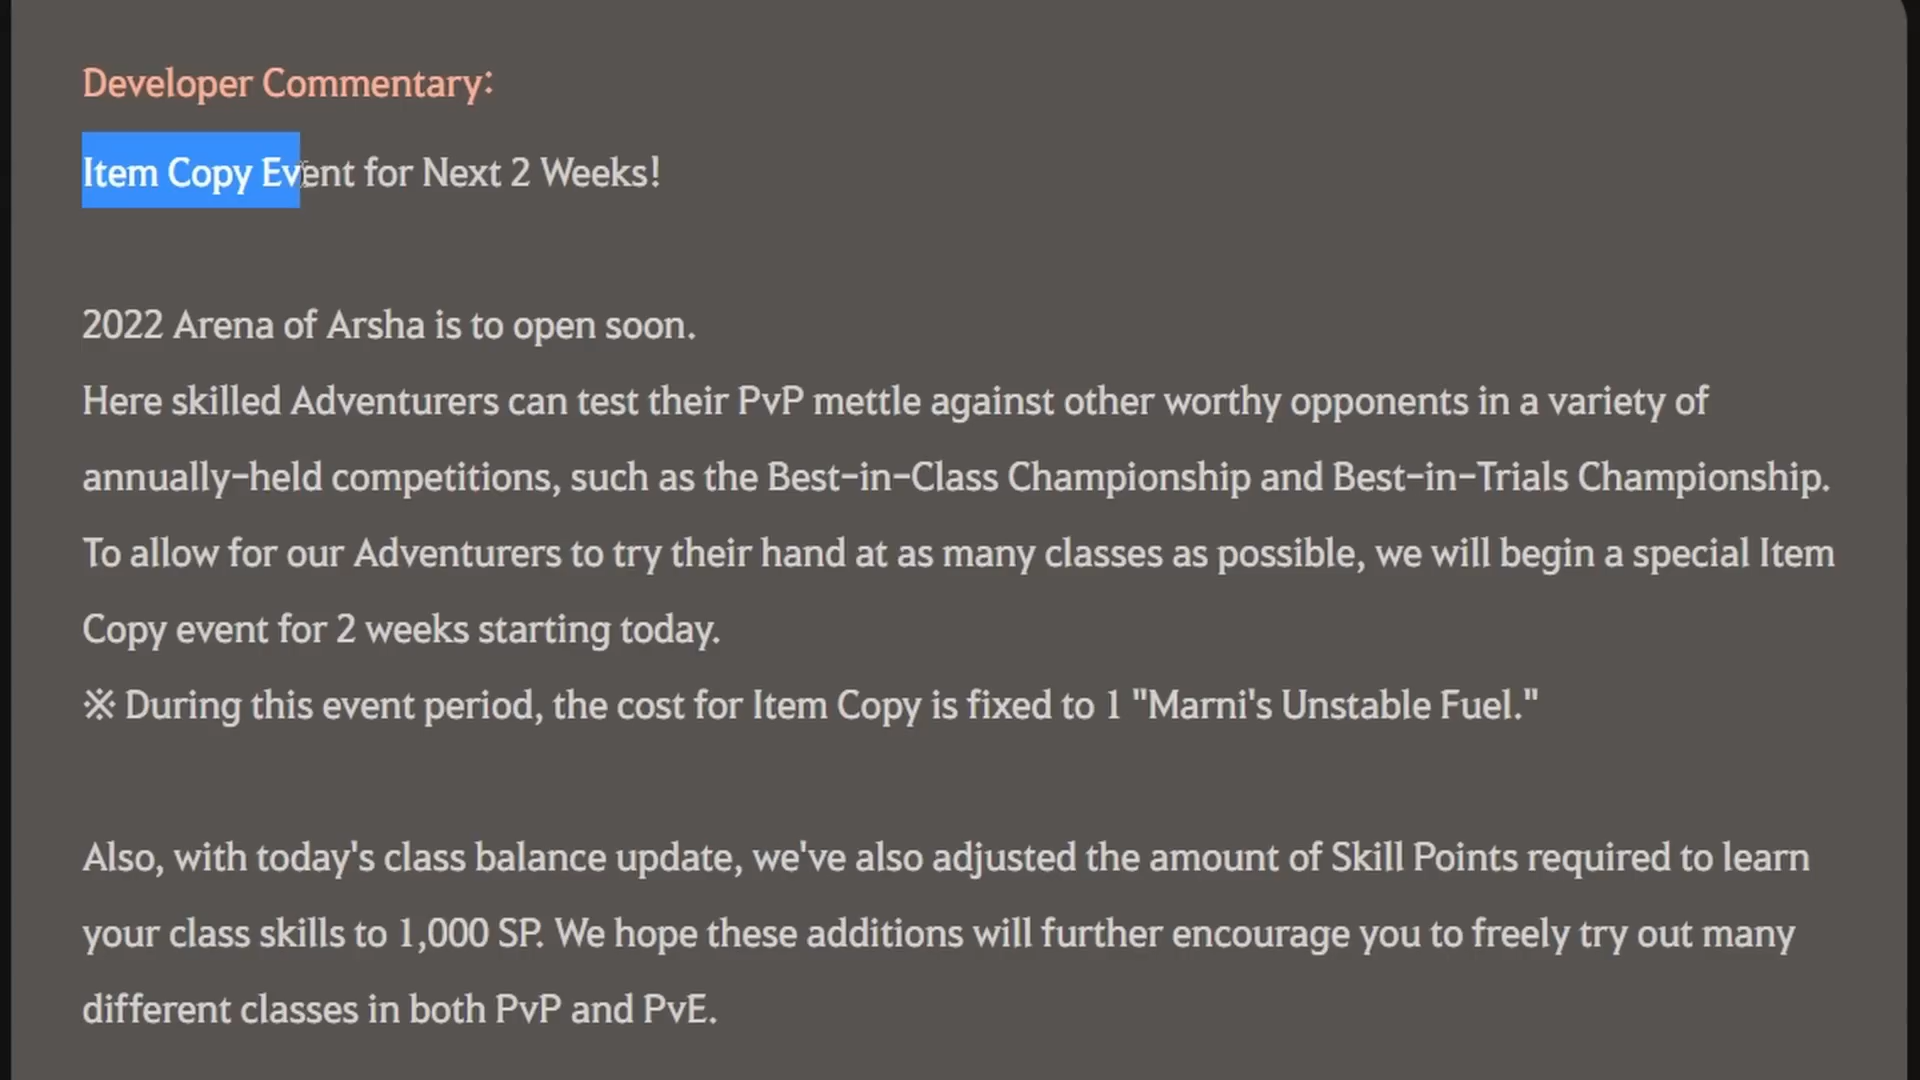 Developer Commentary:
Item Copy Event for Next 2 Weeks!
2022 Arena of Arsha is to open soon.
Here skilled Adventurers can test their PvP mettle against other worthy opponents in a variety of
annually-held competitions, such as the Best-in-Class Championship and Best-in-Trials Championship.
To allow for our Adventurers to try their hand at as many classes as possible, we will begin a special Item
Copy event for 2 weeks starting today.
※ During this event period, the cost for Item Copy is fixed to 1 "Marni's Unstable Fuel."
Also, with today's class balance update, we've also adjusted the amount of Skill Points required to learn
your class skills to 1,000 SP. We hope these additions will further encourage you to freely try out many
different classes in both PvP and PvE.